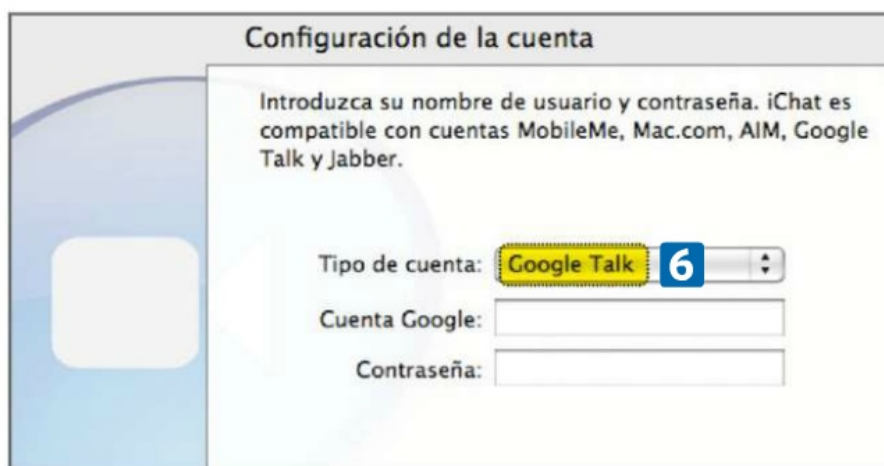 Configuración de la cuenta
Introduzca su nombre de usuario y contraseña. iChat es
compatible con cuentas MobileMe, Mac.com, AIM, Google
Talk y Jabber.
Tipo de cuenta: Google Talk 6
Cuenta Google:
Contraseña: